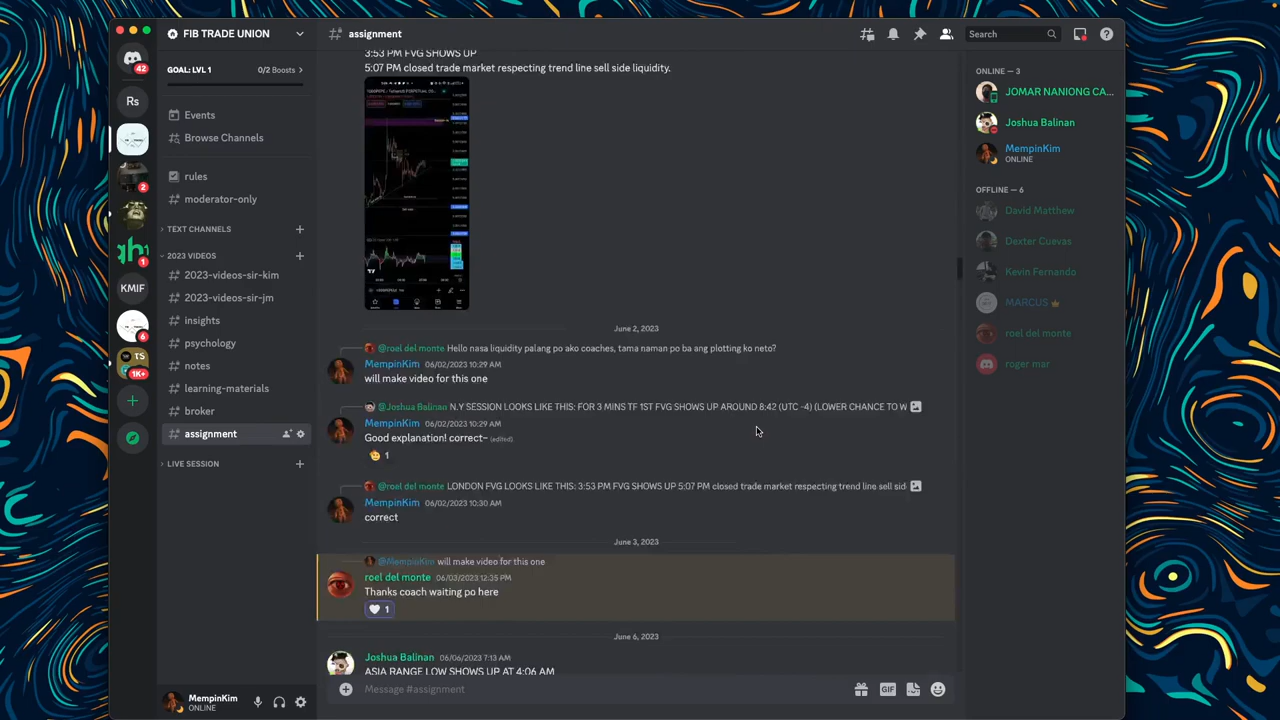 FIB TRADE UNION
assignment
Search
42
GOAL: LVL 1
0/2 Boosts
Rs
Events
Browse Channels
2
rules
moderator-only
TEXT CHANNELS
2023 VIDEOS
1
2023-videos-sir-kim
KMIF
2023-videos-sir-jm
insights
6
psychology
TS
1K+
notes
learning-materials
broker
assignment
LIVE SESSION
MempinKim
ONLINE
3:53 PM FVG SHOWS UP
5:07 PM closed trade market respecting trend line sell side liquidity.
June 2, 2023
@roel del monte Hello nasa liquidity palang po ako coaches, tama naman po ba ang plotting ko neto?
MempinKim 06/02/2023 10:29 AM
will make video for this one
@Joshua Balinan N.Y SESSION LOOKS LIKE THIS: FOR 3 MINS TF 1ST FVG SHOWS UP AROUND 8:42 (UTC -4) (LOWER CHANCE TO W
MempinKim 06/02/2023 10:29 AM
Good explanation! correct~ (edited)
1
@roel del monte LONDON FVG LOOKS LIKE THIS: 3:53 PM FVG SHOWS UP 5:07 PM closed trade market respecting trend line sell side
MempinKim 06/02/2023 10:30 AM
correct
June 3, 2023
@MempinKim will make video for this one
roel del monte 06/03/2023 12:35 PM
Thanks coach waiting po here
1
June 6, 2023
Joshua Balinan 06/06/2023 7:13 AM
ASIA RANGE LOW SHOWS UP AT 4:06 AM
Message #assignment
GIF
ONLINE — 3
JOMAR NANIONG CA...
Joshua Balinan
MempinKim
ONLINE
OFFLINE — 6
David Matthew
Dexter Cuevas
Kevin Fernando
MARCUS
roel del monte
roger mar